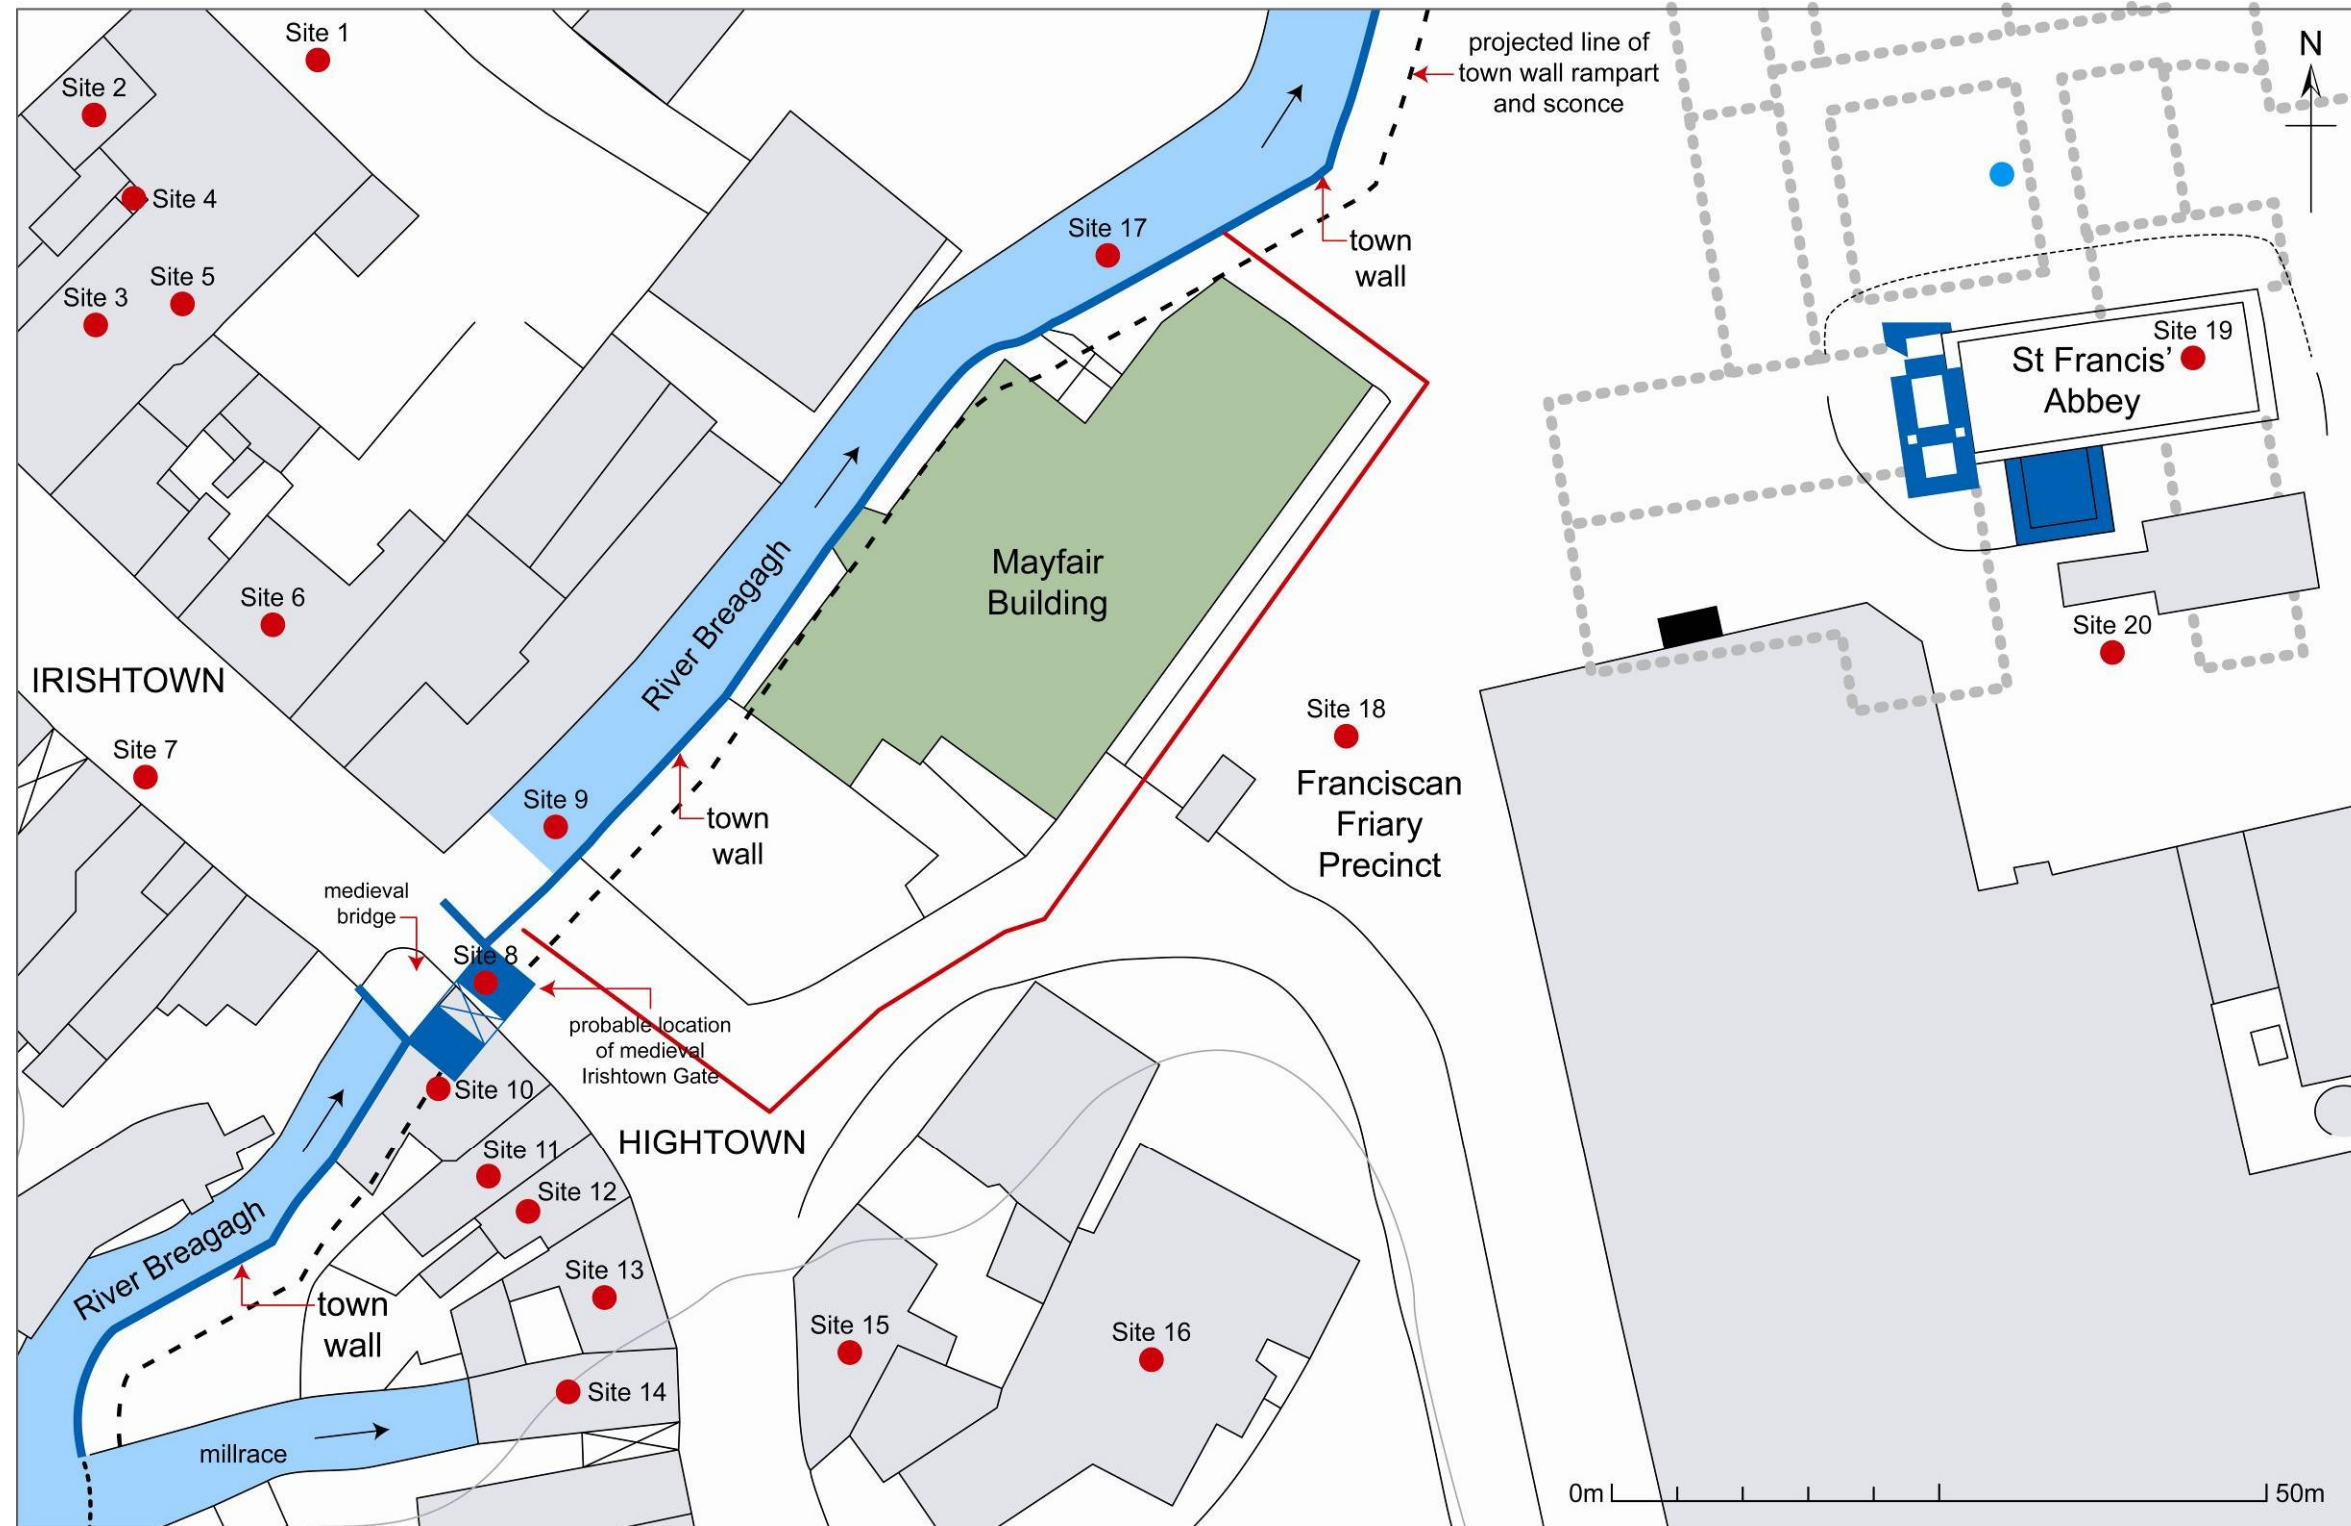 Site 1
projected line of
town wall rampart
and sconce
N
Site 2
Site 4
Site 17
town
wall
Site 5
Site 3
Site 19
St Francis'
Abbey
Mayfair
Building
River Breagagh
Site 6
Site 20
IRISHTOWN
Site 18
Site 7
Franciscan
Friary
Precinct
Site 9
town
wall
medieval
bridge
Site 8
probable location
of medieval
Irishtown Gate
Site 10
HIGHTOWN
Site 11
Site 12
River Breagagh
Site 13
town
wall
Site 15
Site 16
Site 14
millrace
0m
50m